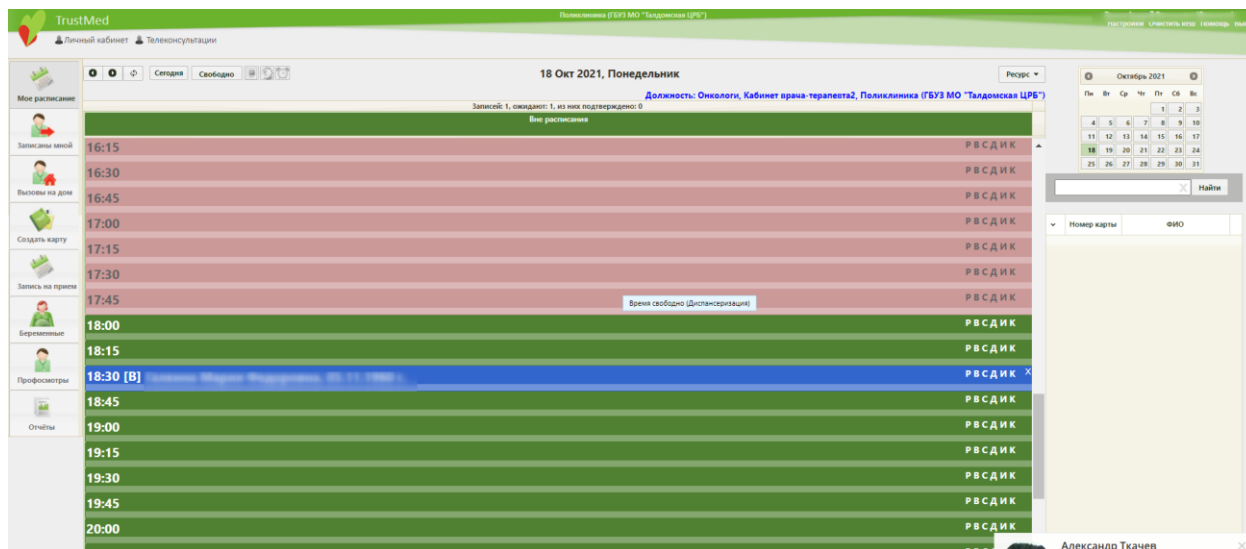 TrustMed
Поликлиника (ГБУЗ МО "Талдомская ЦРБ")
Настройки Очистить кеш Помощь
Личный кабинет Телеконсультации
Мое расписание
Записаны мной
Вызовы на дом
Создать карту
Запись на прием
Беременные
Профосмотры
Отчёты
Сегодня Свободно
18 Окт 2021, Понедельник
Ресурс
Должность: Онкологи, Кабинет врача-терапевта2, Поликлиника (ГБУЗ МО "Талдомская ЦРБ")
Записей: 1, ожидают: 1, из них подтверждено: 0
Вне расписания
16:15 Р В С Д И К
16:30 Р В С Д И К
16:45 Р В С Д И К
17:00 Р В С Д И К
17:15 Р В С Д И К
17:30 Р В С Д И К
17:45 Р В С Д И К
Время свободно (Диспансеризация)
18:00 Р В С Д И К
18:15 Р В С Д И К
18:30 [В] Р В С Д И К X
18:45 Р В С Д И К
19:00 Р В С Д И К
19:15 Р В С Д И К
19:30 Р В С Д И К
19:45 Р В С Д И К
20:00 Р В С Д И К
Октябрь 2021
Пн Вт Ср Чт Пт Сб Вс
1 2 3
4 5 6 7 8 9 10
11 12 13 14 15 16 17
18 19 20 21 22 23 24
25 26 27 28 29 30 31
X Найти
Номер карты ФИО
Александр Ткачев